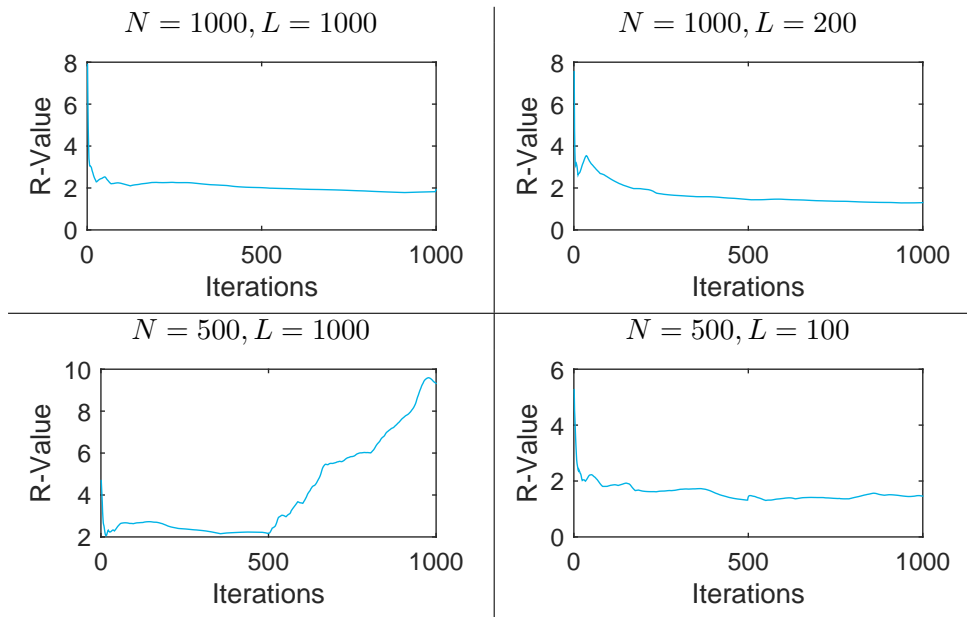 N = 1000, L = 1000
R-Value
8
6
4
2
0
0
500
1000
Iterations
N = 1000, L = 200
R-Value
8
6
4
2
0
0
500
1000
Iterations
N = 500, L = 1000
R-Value
10
8
6
4
2
0
500
1000
Iterations
N = 500, L = 100
R-Value
6
4
2
0
0
500
1000
Iterations